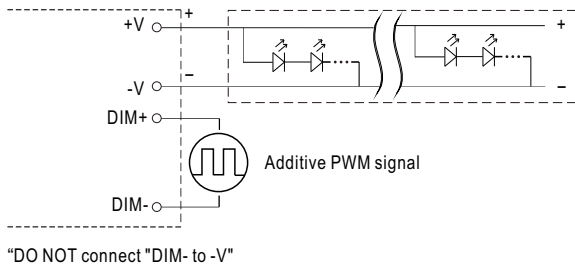 +V
+
+
-V
–
–
DIM+
Additive PWM signal
DIM-
“DO NOT connect "DIM- to -V"